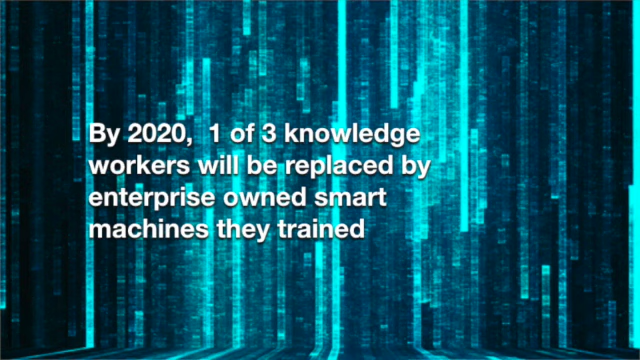 By 2020,  1 of 3 knowledge
workers will be replaced by
enterprise owned smart
machines they trained